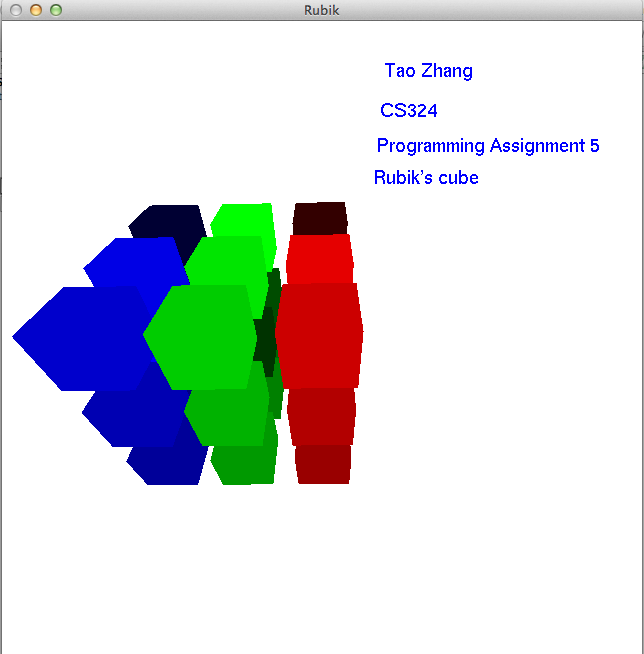 Rubik
Tao Zhang
CS324
Programming Assignment 5
Rubik's cube